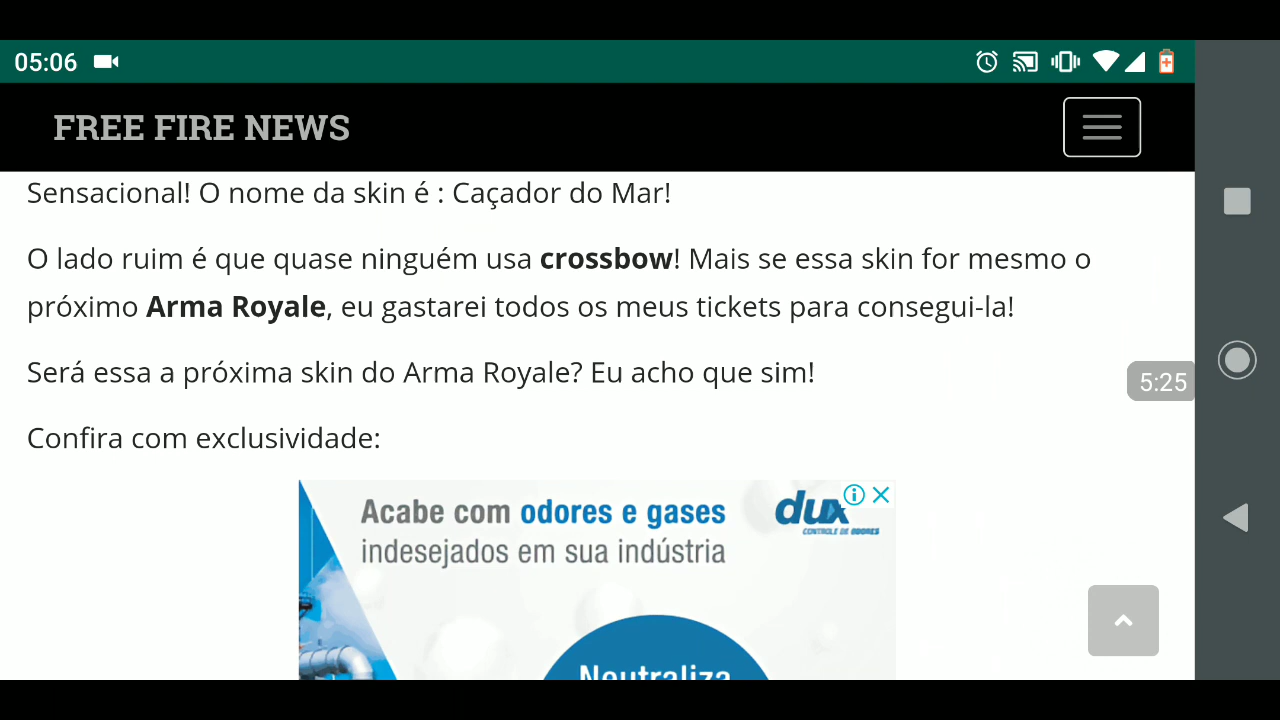 05:06
FREE FIRE NEWS
Sensacional! O nome da skin é : Caçador do Mar!
O lado ruim é que quase ninguém usa crossbow! Mais se essa skin for mesmo o
próximo Arma Royale, eu gastarei todos os meus tickets para consegui-la!
Será essa a próxima skin do Arma Royale? Eu acho que sim!
5:25
Confira com exclusividade:
Acabe com odores e gases
indesejados em sua indústria
dux
CONTROLE DE ODORES
Neutraliza